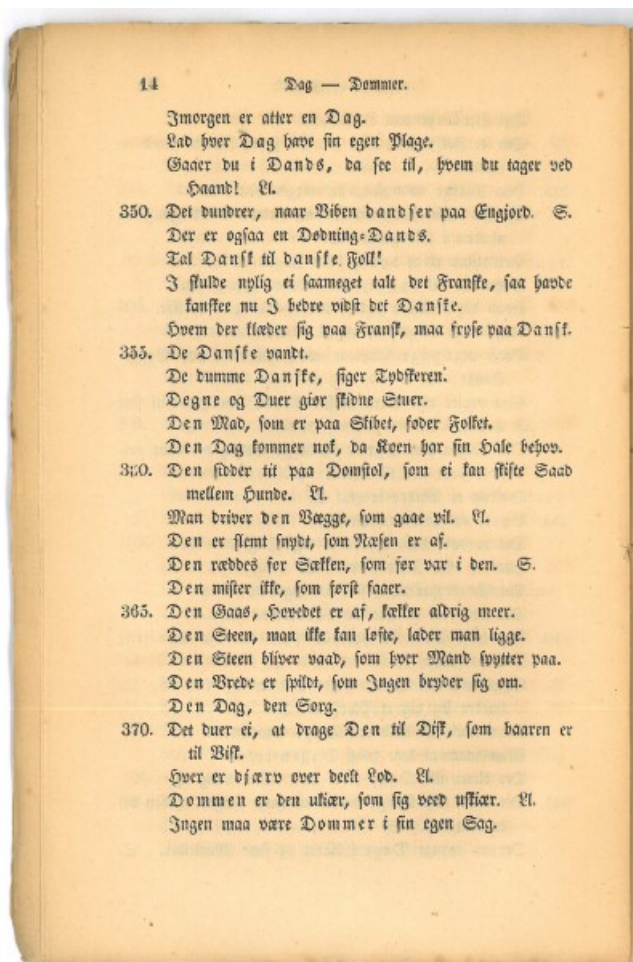 14 Dag — Dommer.
Imorgen er atter en Dag.
Lad hver Dag have sin egen Plage.
Gaaer du i Dands, da see til, hvem du tager ved
Haand! Ll.
350. Det dundrer, naar Viben dandser paa Engjord. S.
Der er ogsaa en Dødning-Dands.
Tal Dansk til danske Folk!
I skulde nylig ei saameget talt det Franske, saa havde
kanskee nu I bedre vidst det Danske.
Hvem der klæder sig paa Fransk, maa fryse paa Dansk.
355. De Danske vandt.
De dumme Danske, siger Tydskeren.
Degne og Duer giør skidne Stuer.
Den Mad, som er paa Skibet, føder Folket.
Den Dag kommer nok, da Koen har sin Hale behov.
360. Den sidder tit paa Domstol, som ei kan skifte Saad
mellem Hunde. Ll.
Man driver den Vægge, som gaae vil. Ll.
Den er slemt snydt, som Næsen er af.
Den ræddes for Sækken, som før var i den. S.
Den mister ikke, som først faaer.
365. Den Gaas, Hovedet er af, kækler aldrig meer.
Den Steen, man ikke kan løfte, lader man ligge.
Den Steen bliver vaad, som hver Mand spytter paa.
Den Vrede er spildt, som Ingen bryder sig om.
Den Dag, den Sorg.
370. Det duer ei, at drage Den til Disk, som baaren er
til Visk.
Hver er djærv over deelt Lod. Ll.
Dommen er den ukiær, som sig veed uskiær. Ll.
Ingen maa være Dommer i sin egen Sag.